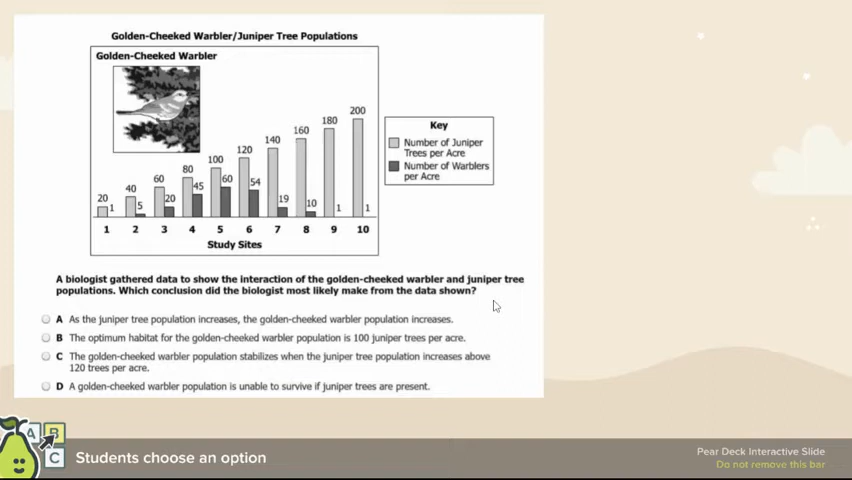 Golden-Cheeked Warbler/Juniper Tree Populations
Golden-Cheeked Warbler
20 1 40 5 60 20 80 45 100 60 120 54 140 19 160 10 180 1 200 1
1 2 3 4 5 6 7 8 9 10
Study Sites
Key
Number of Juniper
Trees per Acre
Number of Warblers
per Acre
A biologist gathered data to show the interaction of the golden-cheeked warbler and juniper tree
populations. Which conclusion did the biologist most likely make from the data shown?
A As the juniper tree population increases, the golden-cheeked warbler population increases.
B The optimum habitat for the golden-cheeked warbler population is 100 juniper trees per acre.
C The golden-cheeked warbler population stabilizes when the juniper tree population increases above
120 trees per acre.
D A golden-cheeked warbler population is unable to survive if juniper trees are present.
A B
C
Students choose an option
Pear Deck Interactive Slide
Do not remove this bar